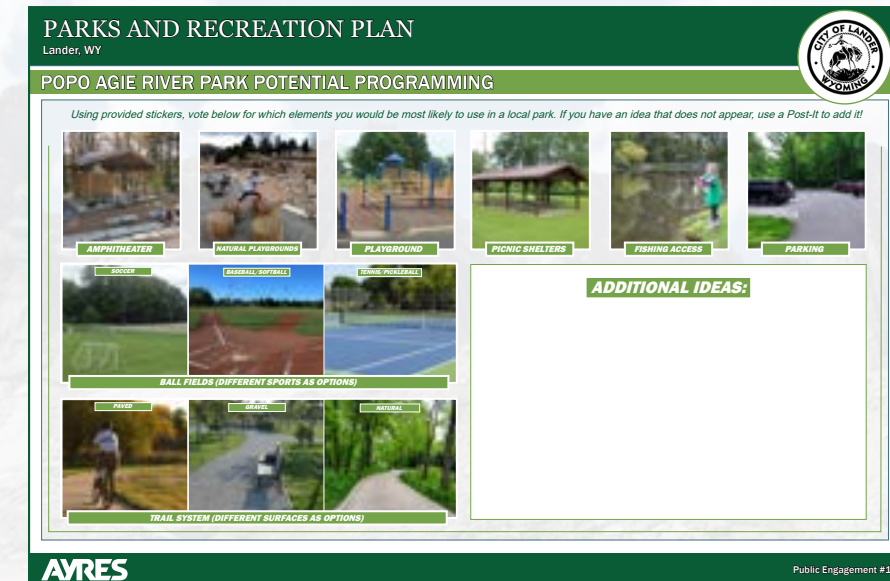 PARKS AND RECREATION PLAN
Lander, WY
CITY OF LANDER
WYOMING
POPO AGIE RIVER PARK POTENTIAL PROGRAMMING
Using provided stickers, vote below for which elements you would be most likely to use in a local park. If you have an idea that does not appear, use a Post-It to add it!
AMPHITHEATER
NATURAL PLAYGROUNDS
PLAYGROUND
PICNIC SHELTERS
FISHING ACCESS
PARKING
SOCCER
BASEBALL/SOFTBALL
TENNIS/PICKLEBALL
BALL FIELDS (DIFFERENT SPORTS AS OPTIONS)
ADDITIONAL IDEAS:
PAVED
GRAVEL
NATURAL
TRAIL SYSTEM (DIFFERENT SURFACES AS OPTIONS)
AYRES
Public Engagement #1